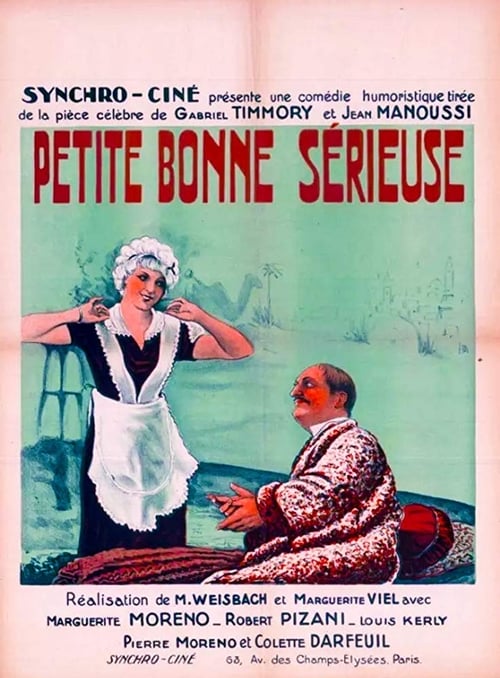 SYNCHRO-CINÉ présente une comédie humoristique tirée
de la pièce célèbre de GABRIEL TIMMORY et JEAN MANOUSSI
PETITE BONNE SÉRIEUSE
Réalisation de M. WEISBACH et MARGUERITE VIEL avec
MARGUERITE MORENO _ ROBERT PIZANI _ LOUIS KERLY
PIERRE MORENO et COLETTE DARFEUIL
SYNCHRO-CINÉ 63, Av. des Champs-Elysées. Paris.